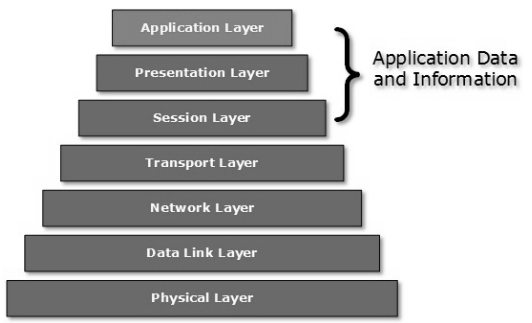 Application Layer
Presentation Layer
Session Layer
Transport Layer
Network Layer
Data Link Layer
Physical Layer
Application Data
and Information